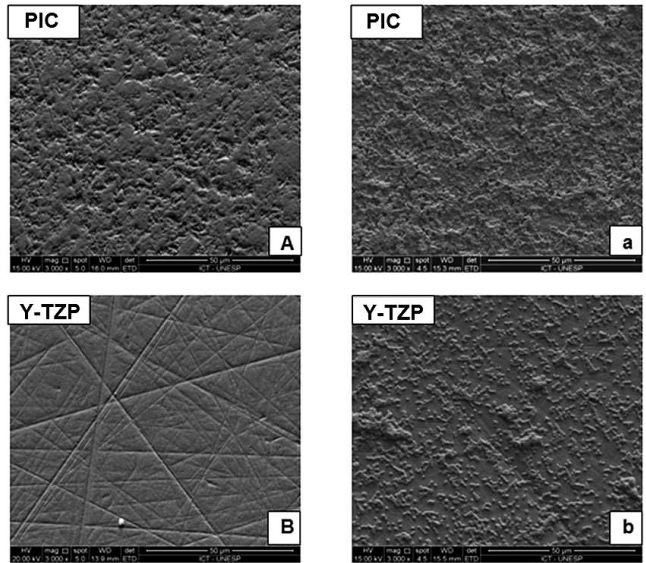 PIC
A
HV mag □ spot WD det 50 µm
15.00 kV 3.000 x 5.0 16.0 mm ETD ICT - UNESP
PIC
a
HV mag □ spot WD det 50 µm
15.00 kV 3.000 x 4.5 15.3 mm ETD ICT - UNESP
Y-TZP
B
HV mag □ spot WD det 50 µm
20.00 kV 3.000 x 5.0 13.9 mm ETD ICT - UNESP
Y-TZP
b
HV mag □ spot WD det 50 µm
15.00 kV 3.000 x 4.5 15.5 mm ETD ICT - UNESP